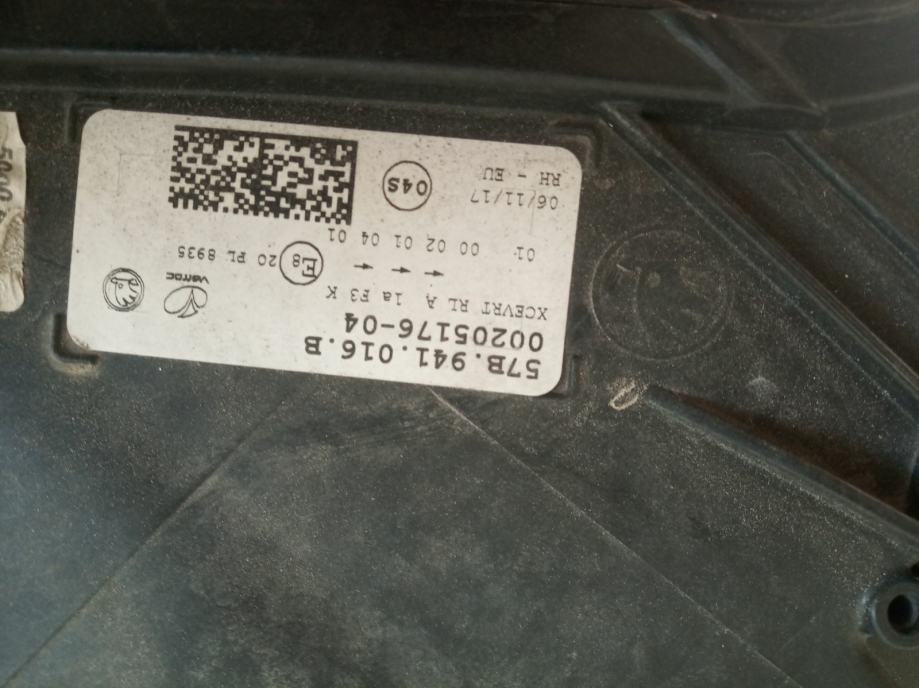 57B.941.016.B
00205176-04
XCEVRT RL A 1a F3 K
E8 20 PL 8935
varroc
01 00 02 01 04 01
06/11/17
RH - EU
04S